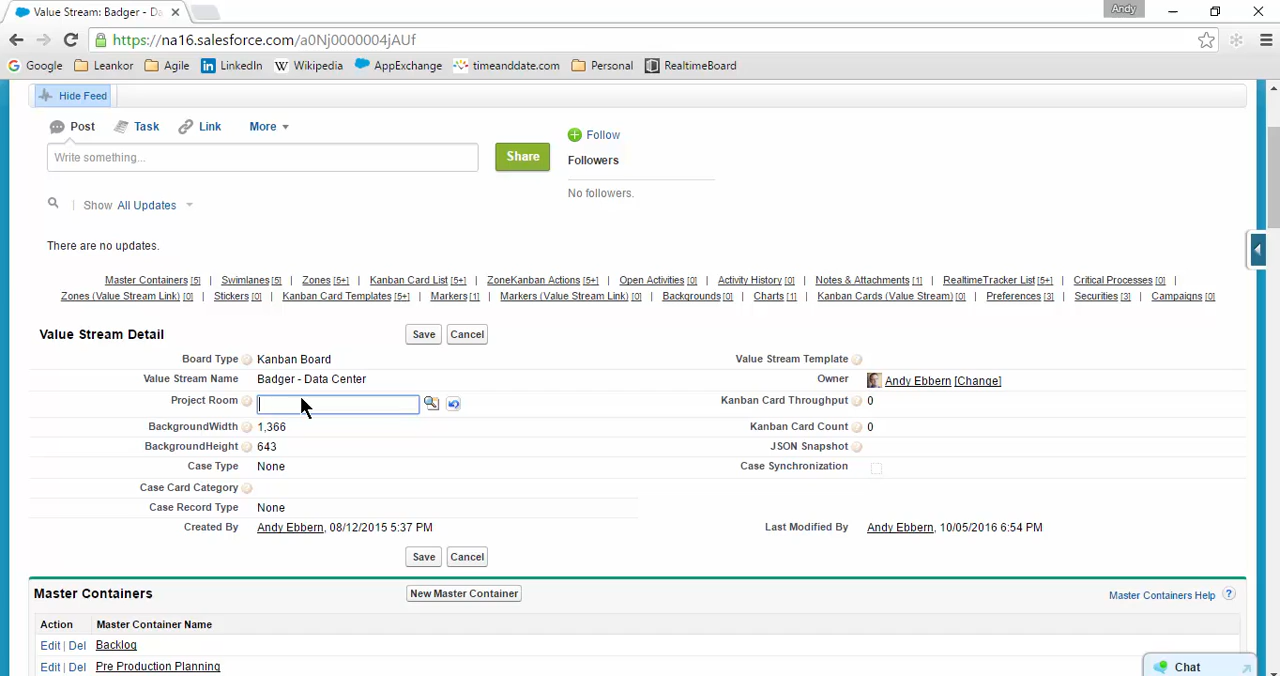 Value Stream: Badger - Da
Andy
https://na16.salesforce.com/a0Nj0000004jAUf
Google Leankor Agile LinkedIn Wikipedia AppExchange timeanddate.com Personal RealtimeBoard
Hide Feed
Post Task Link More
Follow
Write something...
Share
Followers
No followers.
Show All Updates
There are no updates.
Master Containers [5] | Swimlanes [5] | Zones [5+] | Kanban Card List [5+] | ZoneKanban Actions [5+] | Open Activities [0] | Activity History [0] | Notes & Attachments [1] | RealtimeTracker List [5+] | Critical Processes [0] |
Zones (Value Stream Link) [0] | Stickers [0] | Kanban Card Templates [5+] | Markers [1] | Markers (Value Stream Link) [0] | Backgrounds [0] | Charts [1] | Kanban Cards (Value Stream) [0] | Preferences [3] | Securities [3] | Campaigns [0]
Value Stream Detail Save Cancel
Board Type Kanban Board Value Stream Template
Value Stream Name Badger - Data Center Owner Andy Ebbern [Change]
Project Room Kanban Card Throughput 0
BackgroundWidth 1,366 Kanban Card Count 0
BackgroundHeight 643 JSON Snapshot
Case Type None Case Synchronization
Case Card Category
Case Record Type None
Created By Andy Ebbern, 08/12/2015 5:37 PM Last Modified By Andy Ebbern, 10/05/2016 6:54 PM
Save Cancel
Master Containers New Master Container Master Containers Help ?
Action Master Container Name
Edit | Del Backlog
Edit | Del Pre Production Planning
Chat